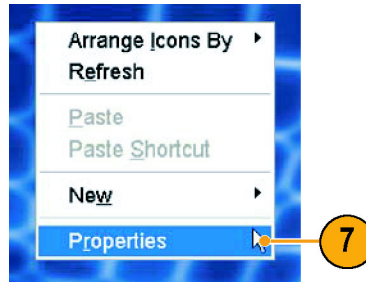 Arrange Icons By
Refresh
Paste
Paste Shortcut
New
Properties
7